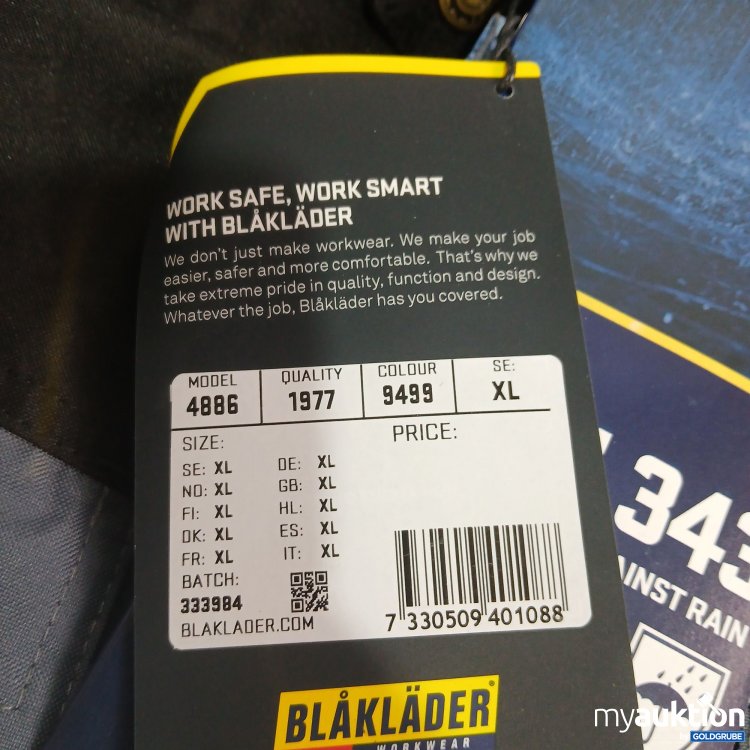 WORK SAFE, WORK SMART
WITH BLÅKLÄDER
We don't just make workwear. We make your job
easier, safer and more comfortable. That's why we
take extreme pride in quality, function and design.
Whatever the job, Blåkläder has you covered.
MODEL QUALITY COLOUR SE:
4886 1977 9499 XL
SIZE: PRICE:
SE: XL DE: XL
NO: XL GB: XL
FI: XL HL: XL
DK: XL ES: XL
FR: XL IT: XL
BATCH:
333984
BLAKLADER.COM
7 330509 401088
BLÅKLÄDER®
WORKWEAR
343
AINST RAIN
myauktion
by GOLDGRUBE